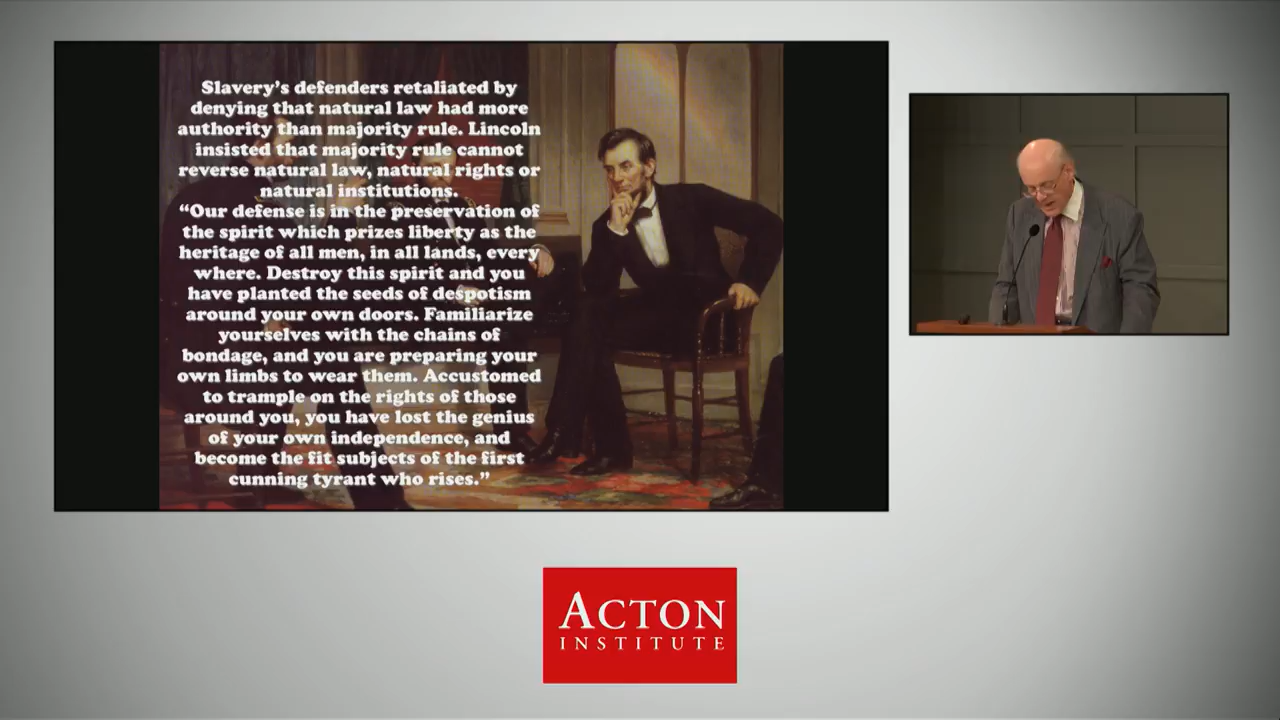 Slavery's defenders retaliated by
denying that natural law had more
authority than majority rule. Lincoln
insisted that majority rule cannot
reverse natural law, natural rights or
natural institutions.
“Our defense is in the preservation of
the spirit which prizes liberty as the
heritage of all men, in all lands, every
where. Destroy this spirit and you
have planted the seeds of despotism
around your own doors. Familiarize
yourselves with the chains of
bondage, and you are preparing your
own limbs to wear them. Accustomed
to trample on the rights of those
around you, you have lost the genius
of your own independence, and
become the fit subjects of the first
cunning tyrant who rises.”
ACTON
INSTITUTE